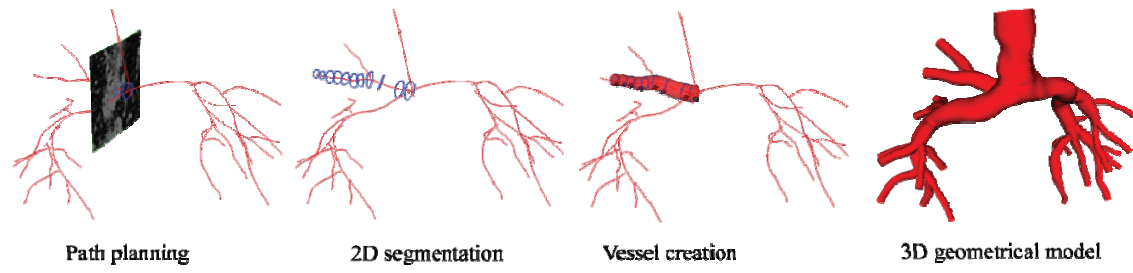 Path planning
2D segmentation
Vessel creation
3D geometrical model